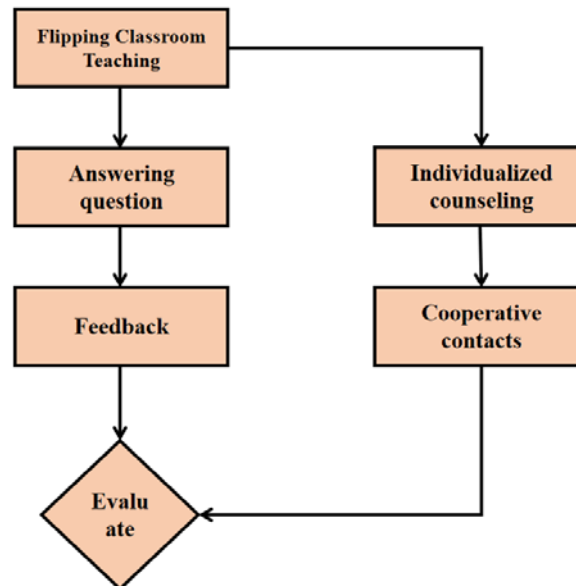 Flipping Classroom
Teaching
Answering
question
Individualized
counseling
Feedback
Cooperative
contacts
Evalu
ate